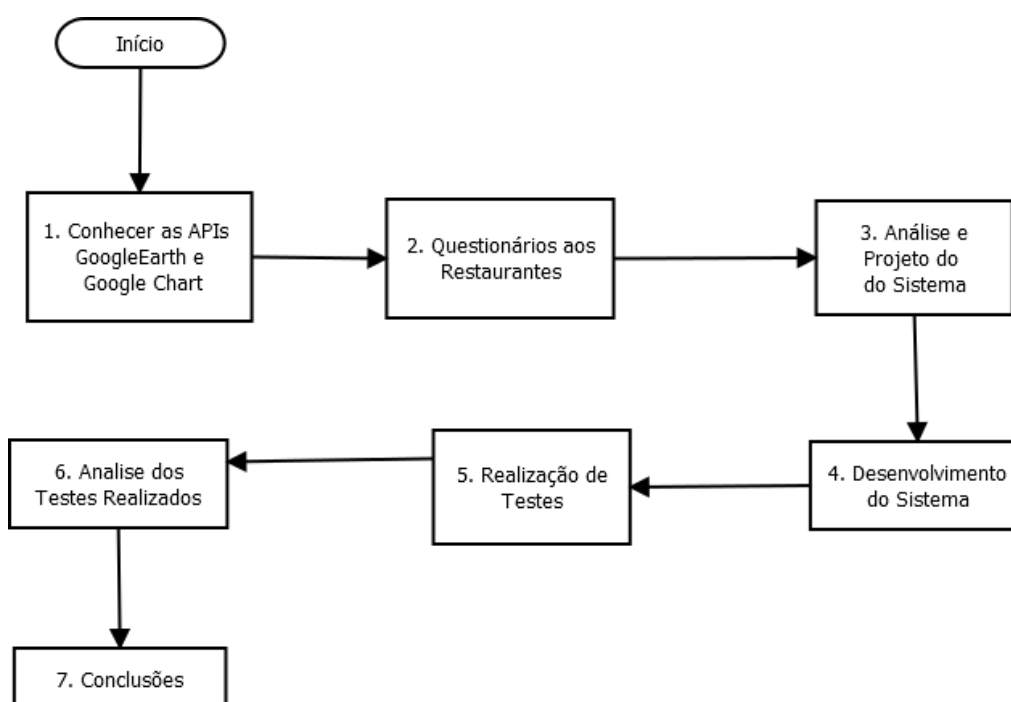 Início
1. Conhecer as APIs
GoogleEarth e
Google Chart
2. Questionários aos
Restaurantes
3. Análise e
Projeto do
do Sistema
4. Desenvolvimento
do Sistema
5. Realização de
Testes
6. Analise dos
Testes Realizados
7. Conclusões